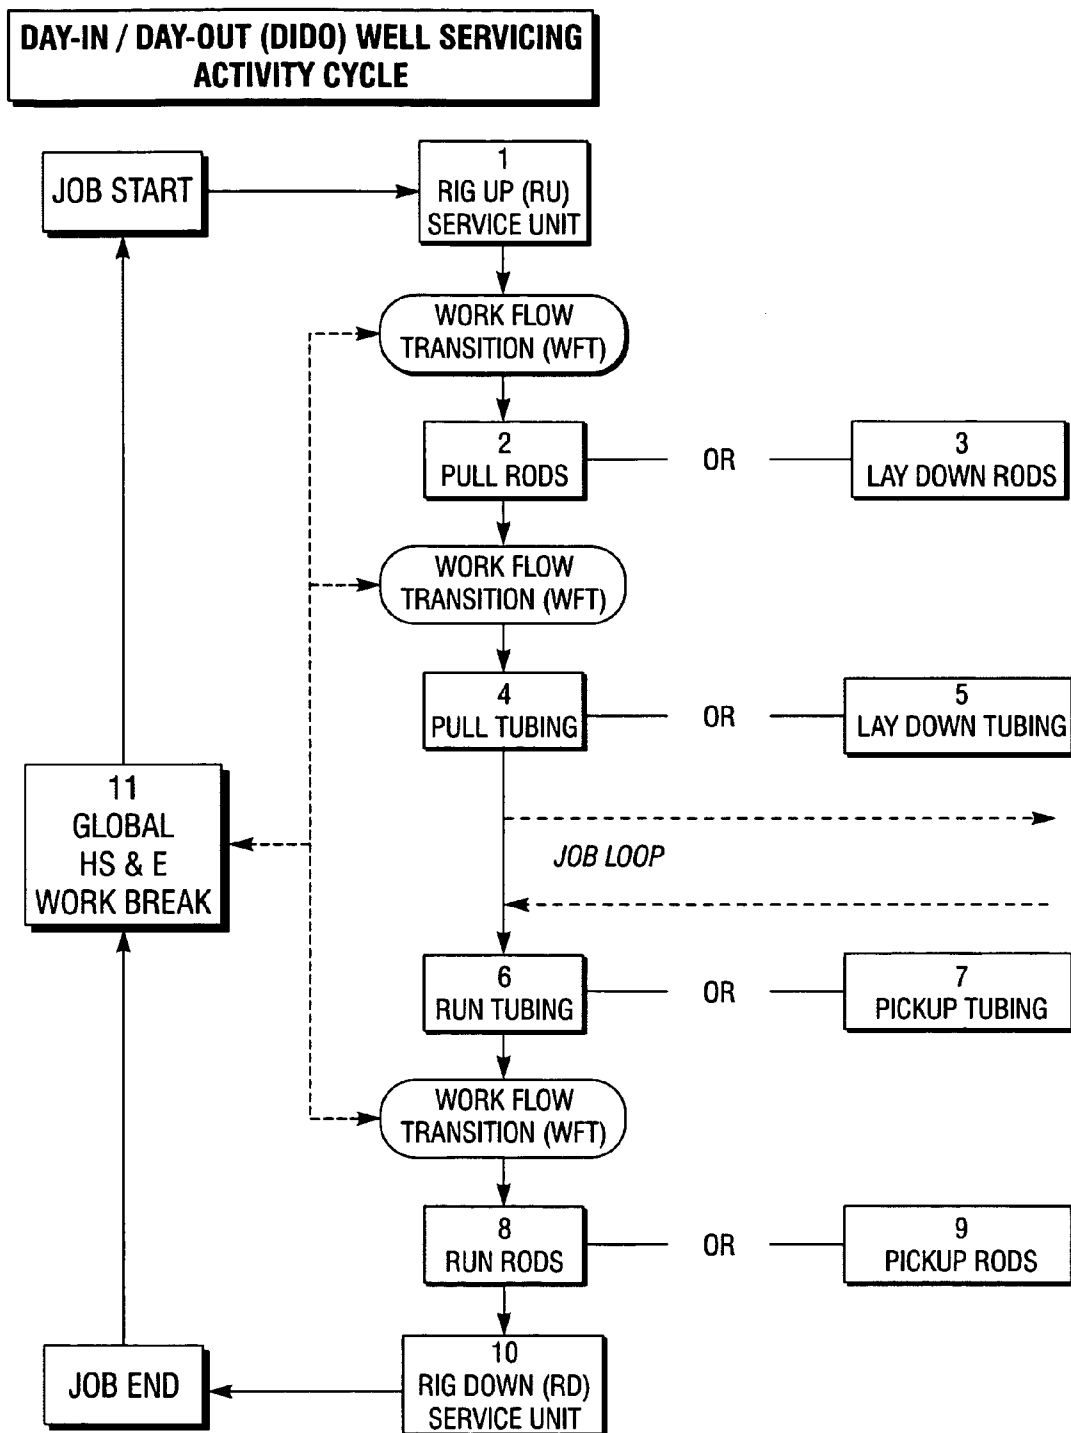 DAY-IN / DAY-OUT (DIDO) WELL SERVICING
ACTIVITY CYCLE
JOB START
1
RIG UP (RU)
SERVICE UNIT
WORK FLOW
TRANSITION (WFT)
2
PULL RODS
OR
3
LAY DOWN RODS
WORK FLOW
TRANSITION (WFT)
4
PULL TUBING
OR
5
LAY DOWN TUBING
11
GLOBAL
HS & E
WORK BREAK
JOB LOOP
6
RUN TUBING
OR
7
PICKUP TUBING
WORK FLOW
TRANSITION (WFT)
8
RUN RODS
OR
9
PICKUP RODS
10
RIG DOWN (RD)
SERVICE UNIT
JOB END